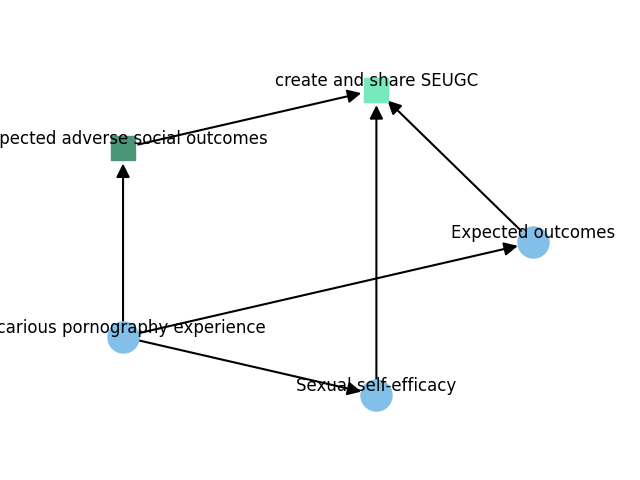 create and share SEUGC
pected adverse social outcomes
Expected outcomes
carious pornography experience
Sexual self-efficacy